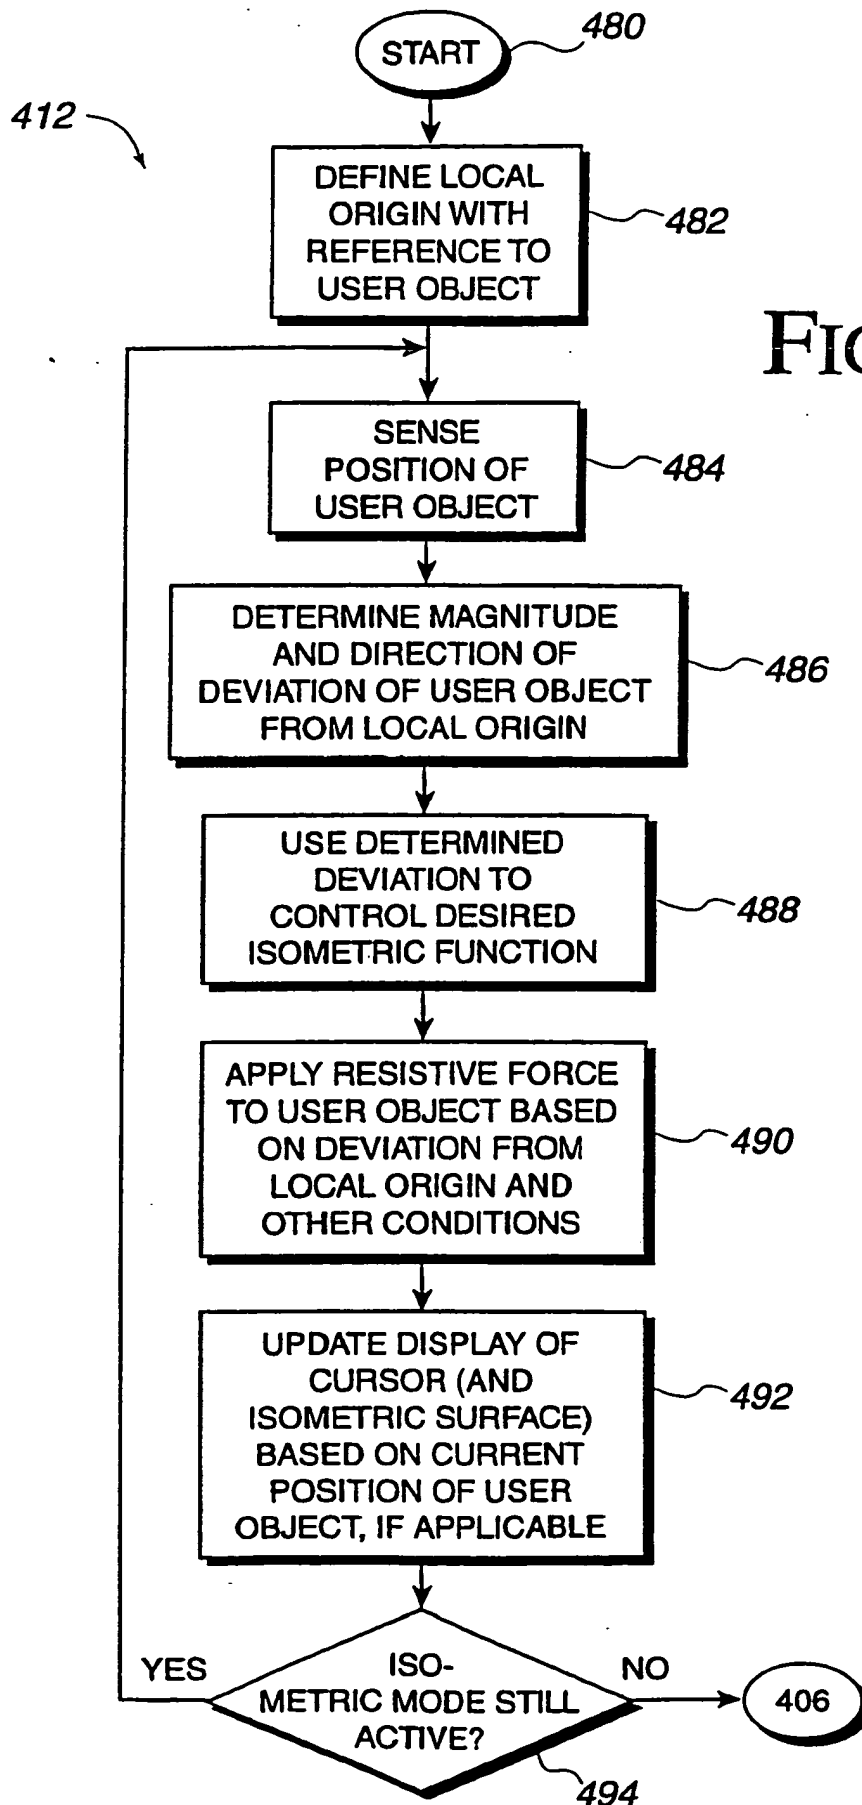 START
480
412
DEFINE LOCAL
ORIGIN WITH
REFERENCE TO
USER OBJECT
482
FIG
SENSE
POSITION OF
USER OBJECT
484
DETERMINE MAGNITUDE
AND DIRECTION OF
DEVIATION OF USER OBJECT
FROM LOCAL ORIGIN
486
USE DETERMINED
DEVIATION TO
CONTROL DESIRED
ISOMETRIC FUNCTION
488
APPLY RESISTIVE FORCE
TO USER OBJECT BASED
ON DEVIATION FROM
LOCAL ORIGIN AND
OTHER CONDITIONS
490
UPDATE DISPLAY OF
CURSOR (AND
ISOMETRIC SURFACE)
BASED ON CURRENT
POSITION OF USER
OBJECT, IF APPLICABLE
492
YES
ISO-
METRIC MODE STILL
ACTIVE?
NO
406
494